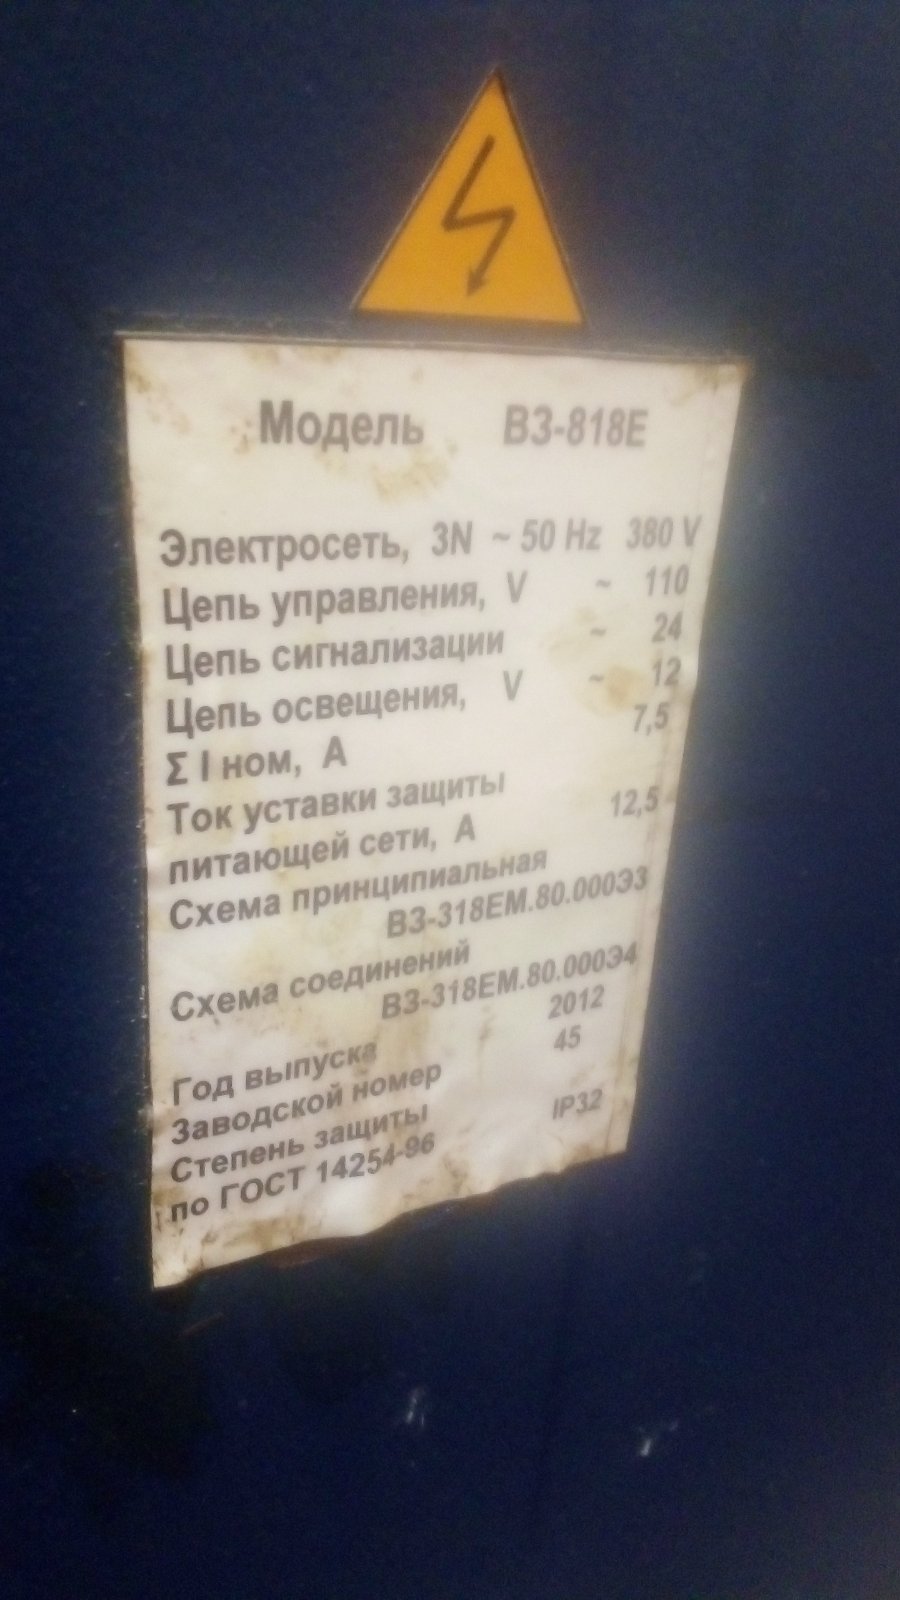 Модель ВЗ-818Е
Электросеть, 3N ~ 50 Hz 380 V
Цепь управления, V ~ 110
Цепь сигнализации ~ 24
Цепь освещения, V ~ 12
Σ I ном, А 7,5
Ток уставки защиты
питающей сети, А 12,5
Схема принципиальная
ВЗ-318ЕМ.80.000Э3
Схема соединений
ВЗ-318ЕМ.80.000Э4
Год выпуска 2012
Заводской номер 45
Степень защиты
по ГОСТ 14254-96 IP32